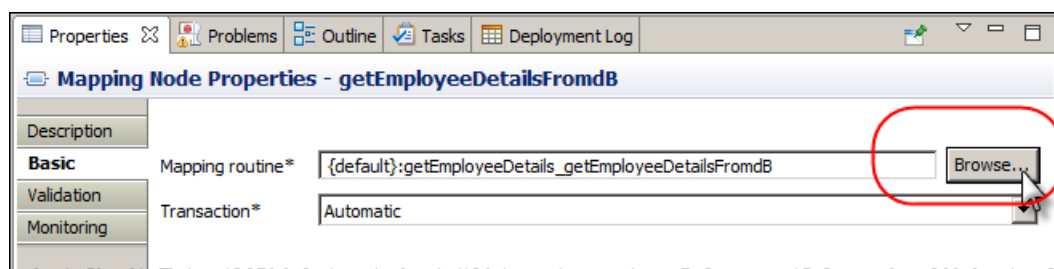 Properties Problems Outline Tasks Deployment Log
Mapping Node Properties - getEmployeeDetailsFromdB
Description
Basic
Mapping routine* {default}:getEmployeeDetails_getEmployeeDetailsFromdB Browse...
Validation
Transaction* Automatic
Monitoring